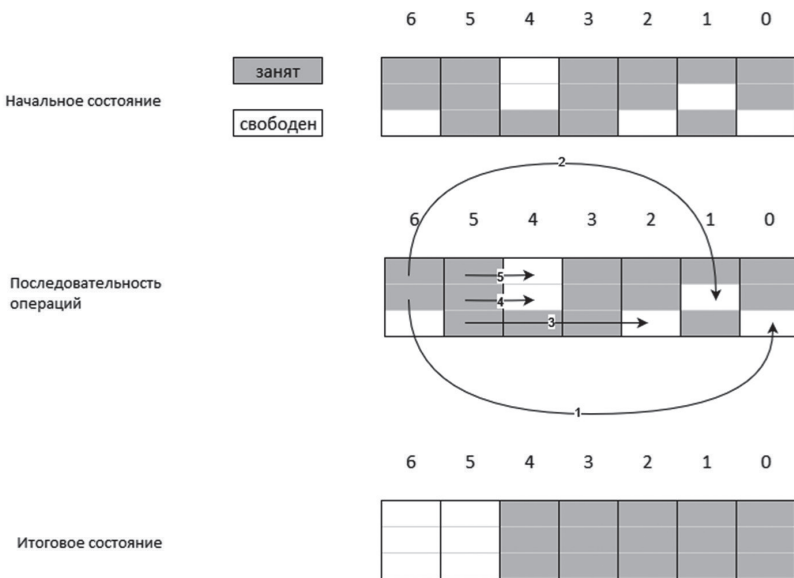 6 5 4 3 2 1 0
занят
Начальное состояние
свободен
2
6 5 4 3 2 1 0
5
Последовательность
операций
4
3
1
6 5 4 3 2 1 0
Итоговое состояние